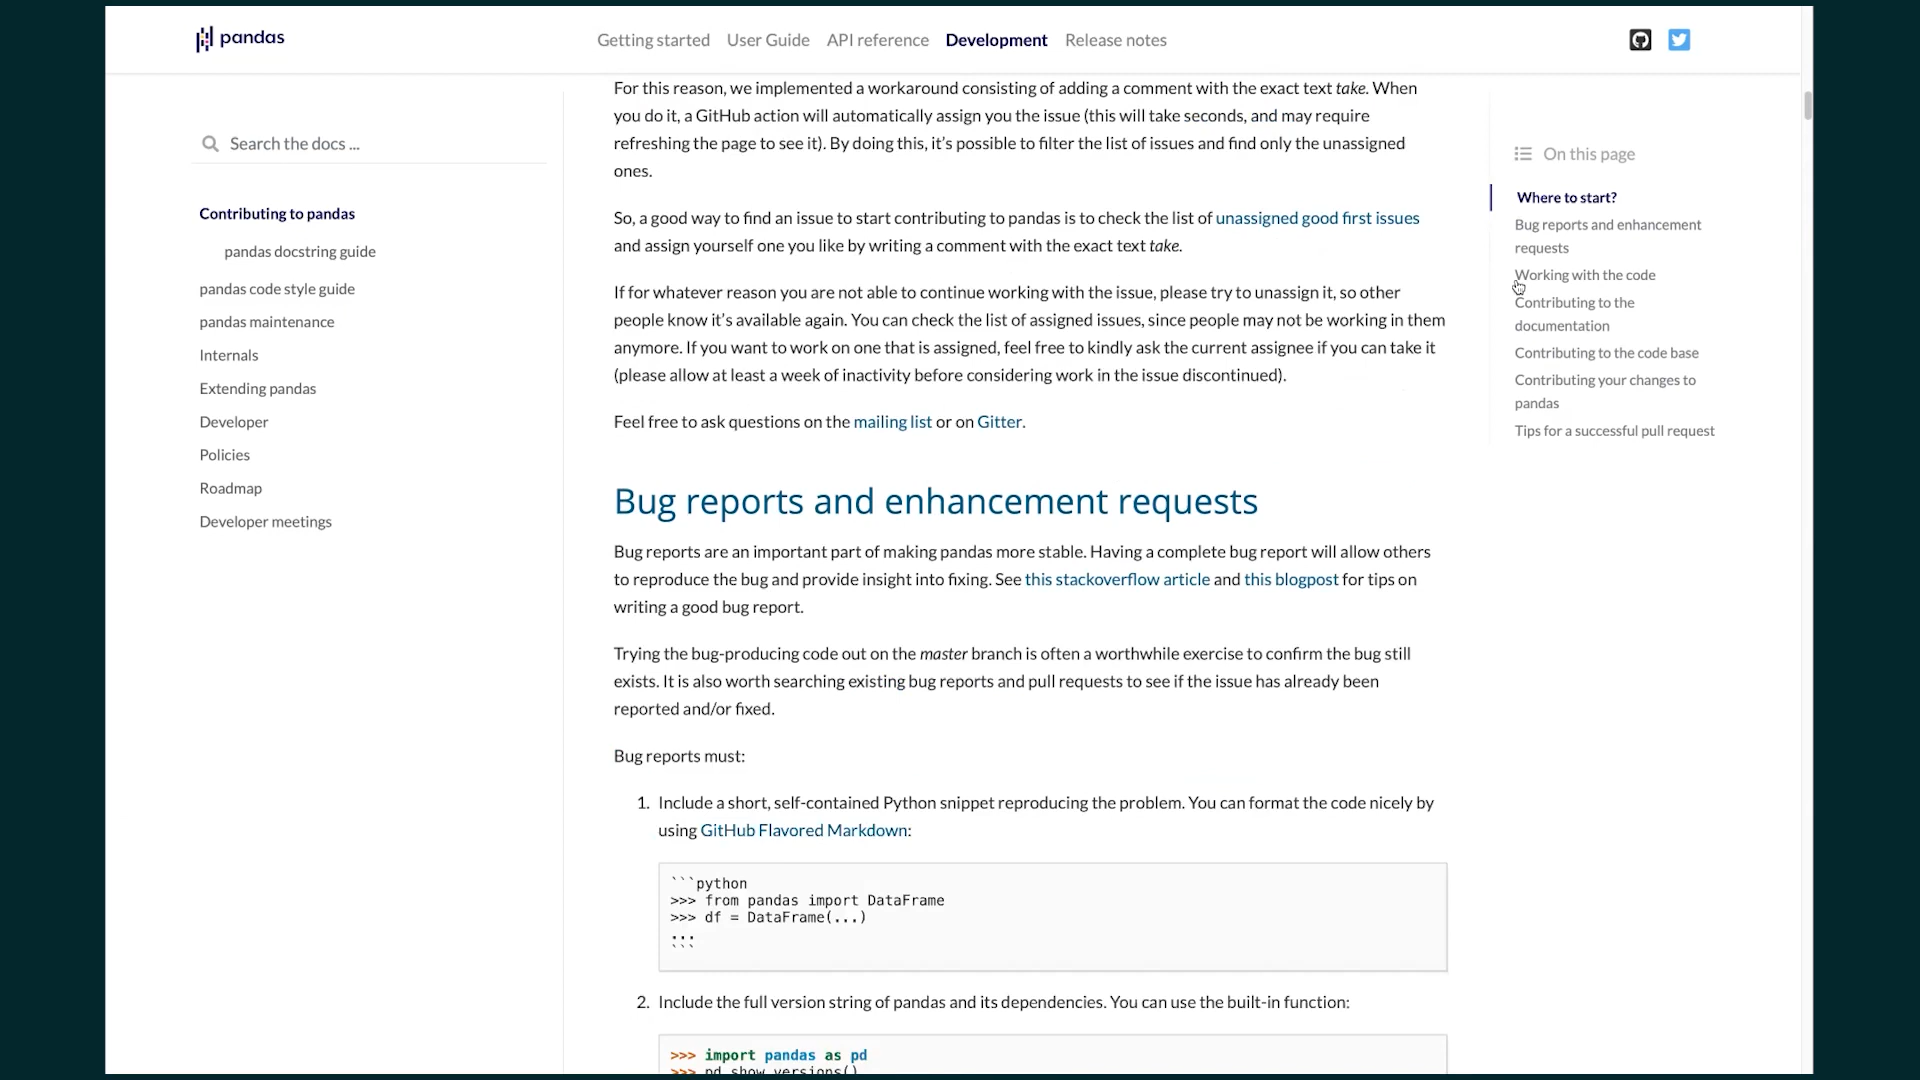 pandas
Getting started User Guide API reference Development Release notes
Search the docs ...
Contributing to pandas
pandas docstring guide
pandas code style guide
pandas maintenance
Internals
Extending pandas
Developer
Policies
Roadmap
Developer meetings
For this reason, we implemented a workaround consisting of adding a comment with the exact text take. When
you do it, a GitHub action will automatically assign you the issue (this will take seconds, and may require
refreshing the page to see it). By doing this, it’s possible to filter the list of issues and find only the unassigned
ones.
So, a good way to find an issue to start contributing to pandas is to check the list of unassigned good first issues
and assign yourself one you like by writing a comment with the exact text take.
If for whatever reason you are not able to continue working with the issue, please try to unassign it, so other
people know it’s available again. You can check the list of assigned issues, since people may not be working in them
anymore. If you want to work on one that is assigned, feel free to kindly ask the current assignee if you can take it
(please allow at least a week of inactivity before considering work in the issue discontinued).
Feel free to ask questions on the mailing list or on Gitter.
Bug reports and enhancement requests
Bug reports are an important part of making pandas more stable. Having a complete bug report will allow others
to reproduce the bug and provide insight into fixing. See this stackoverflow article and this blogpost for tips on
writing a good bug report.
Trying the bug-producing code out on the master branch is often a worthwhile exercise to confirm the bug still
exists. It is also worth searching existing bug reports and pull requests to see if the issue has already been
reported and/or fixed.
Bug reports must:
1. Include a short, self-contained Python snippet reproducing the problem. You can format the code nicely by
using GitHub Flavored Markdown:
```python
>>> from pandas import DataFrame
>>> df = DataFrame(...)
...
```
2. Include the full version string of pandas and its dependencies. You can use the built-in function:
>>> import pandas as pd
>>> pd.show_versions()
On this page
Where to start?
Bug reports and enhancement
requests
Working with the code
Contributing to the
documentation
Contributing to the code base
Contributing your changes to
pandas
Tips for a successful pull request